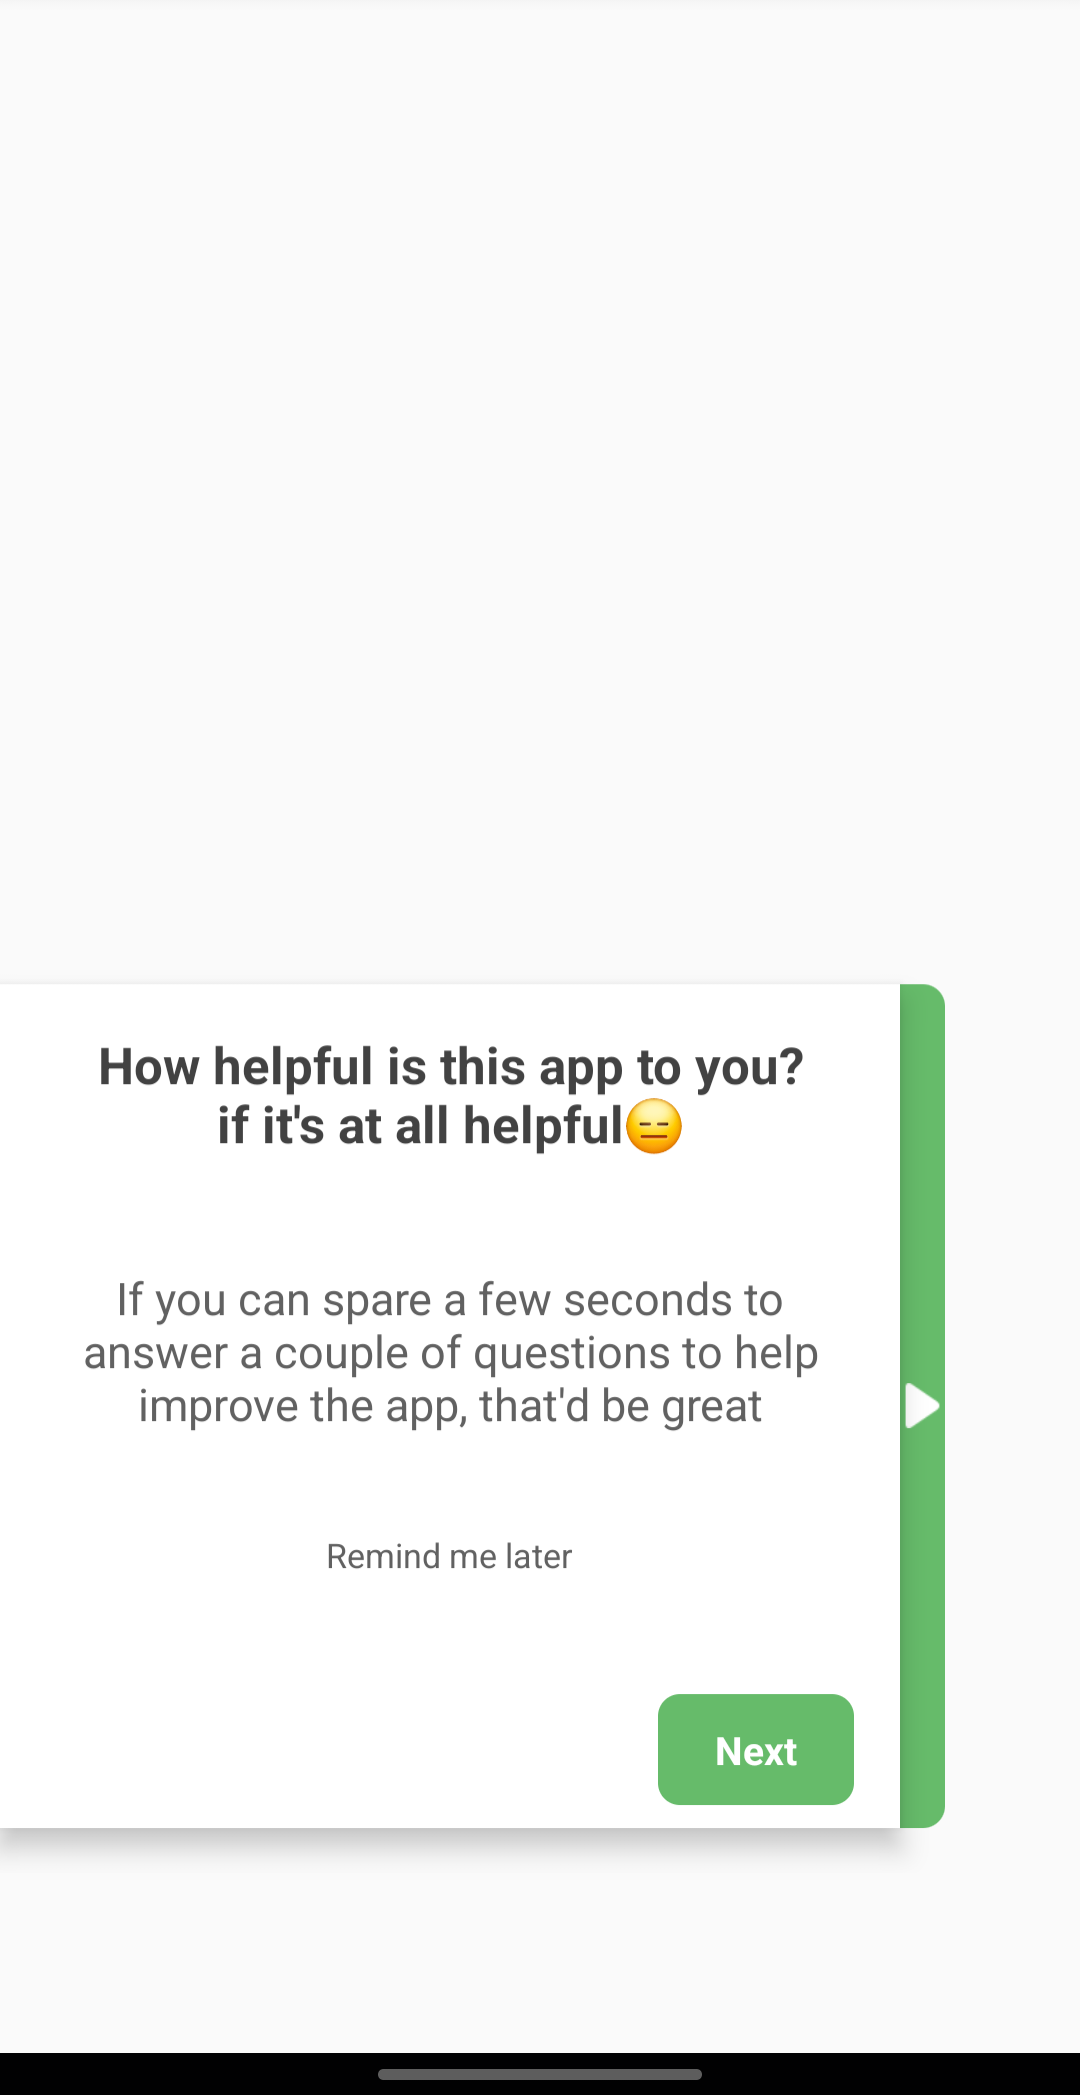 How helpful is this app to you?
if it's at all helpful😑
If you can spare a few seconds to
answer a couple of questions to help
improve the app, that'd be great
Remind me later
Next